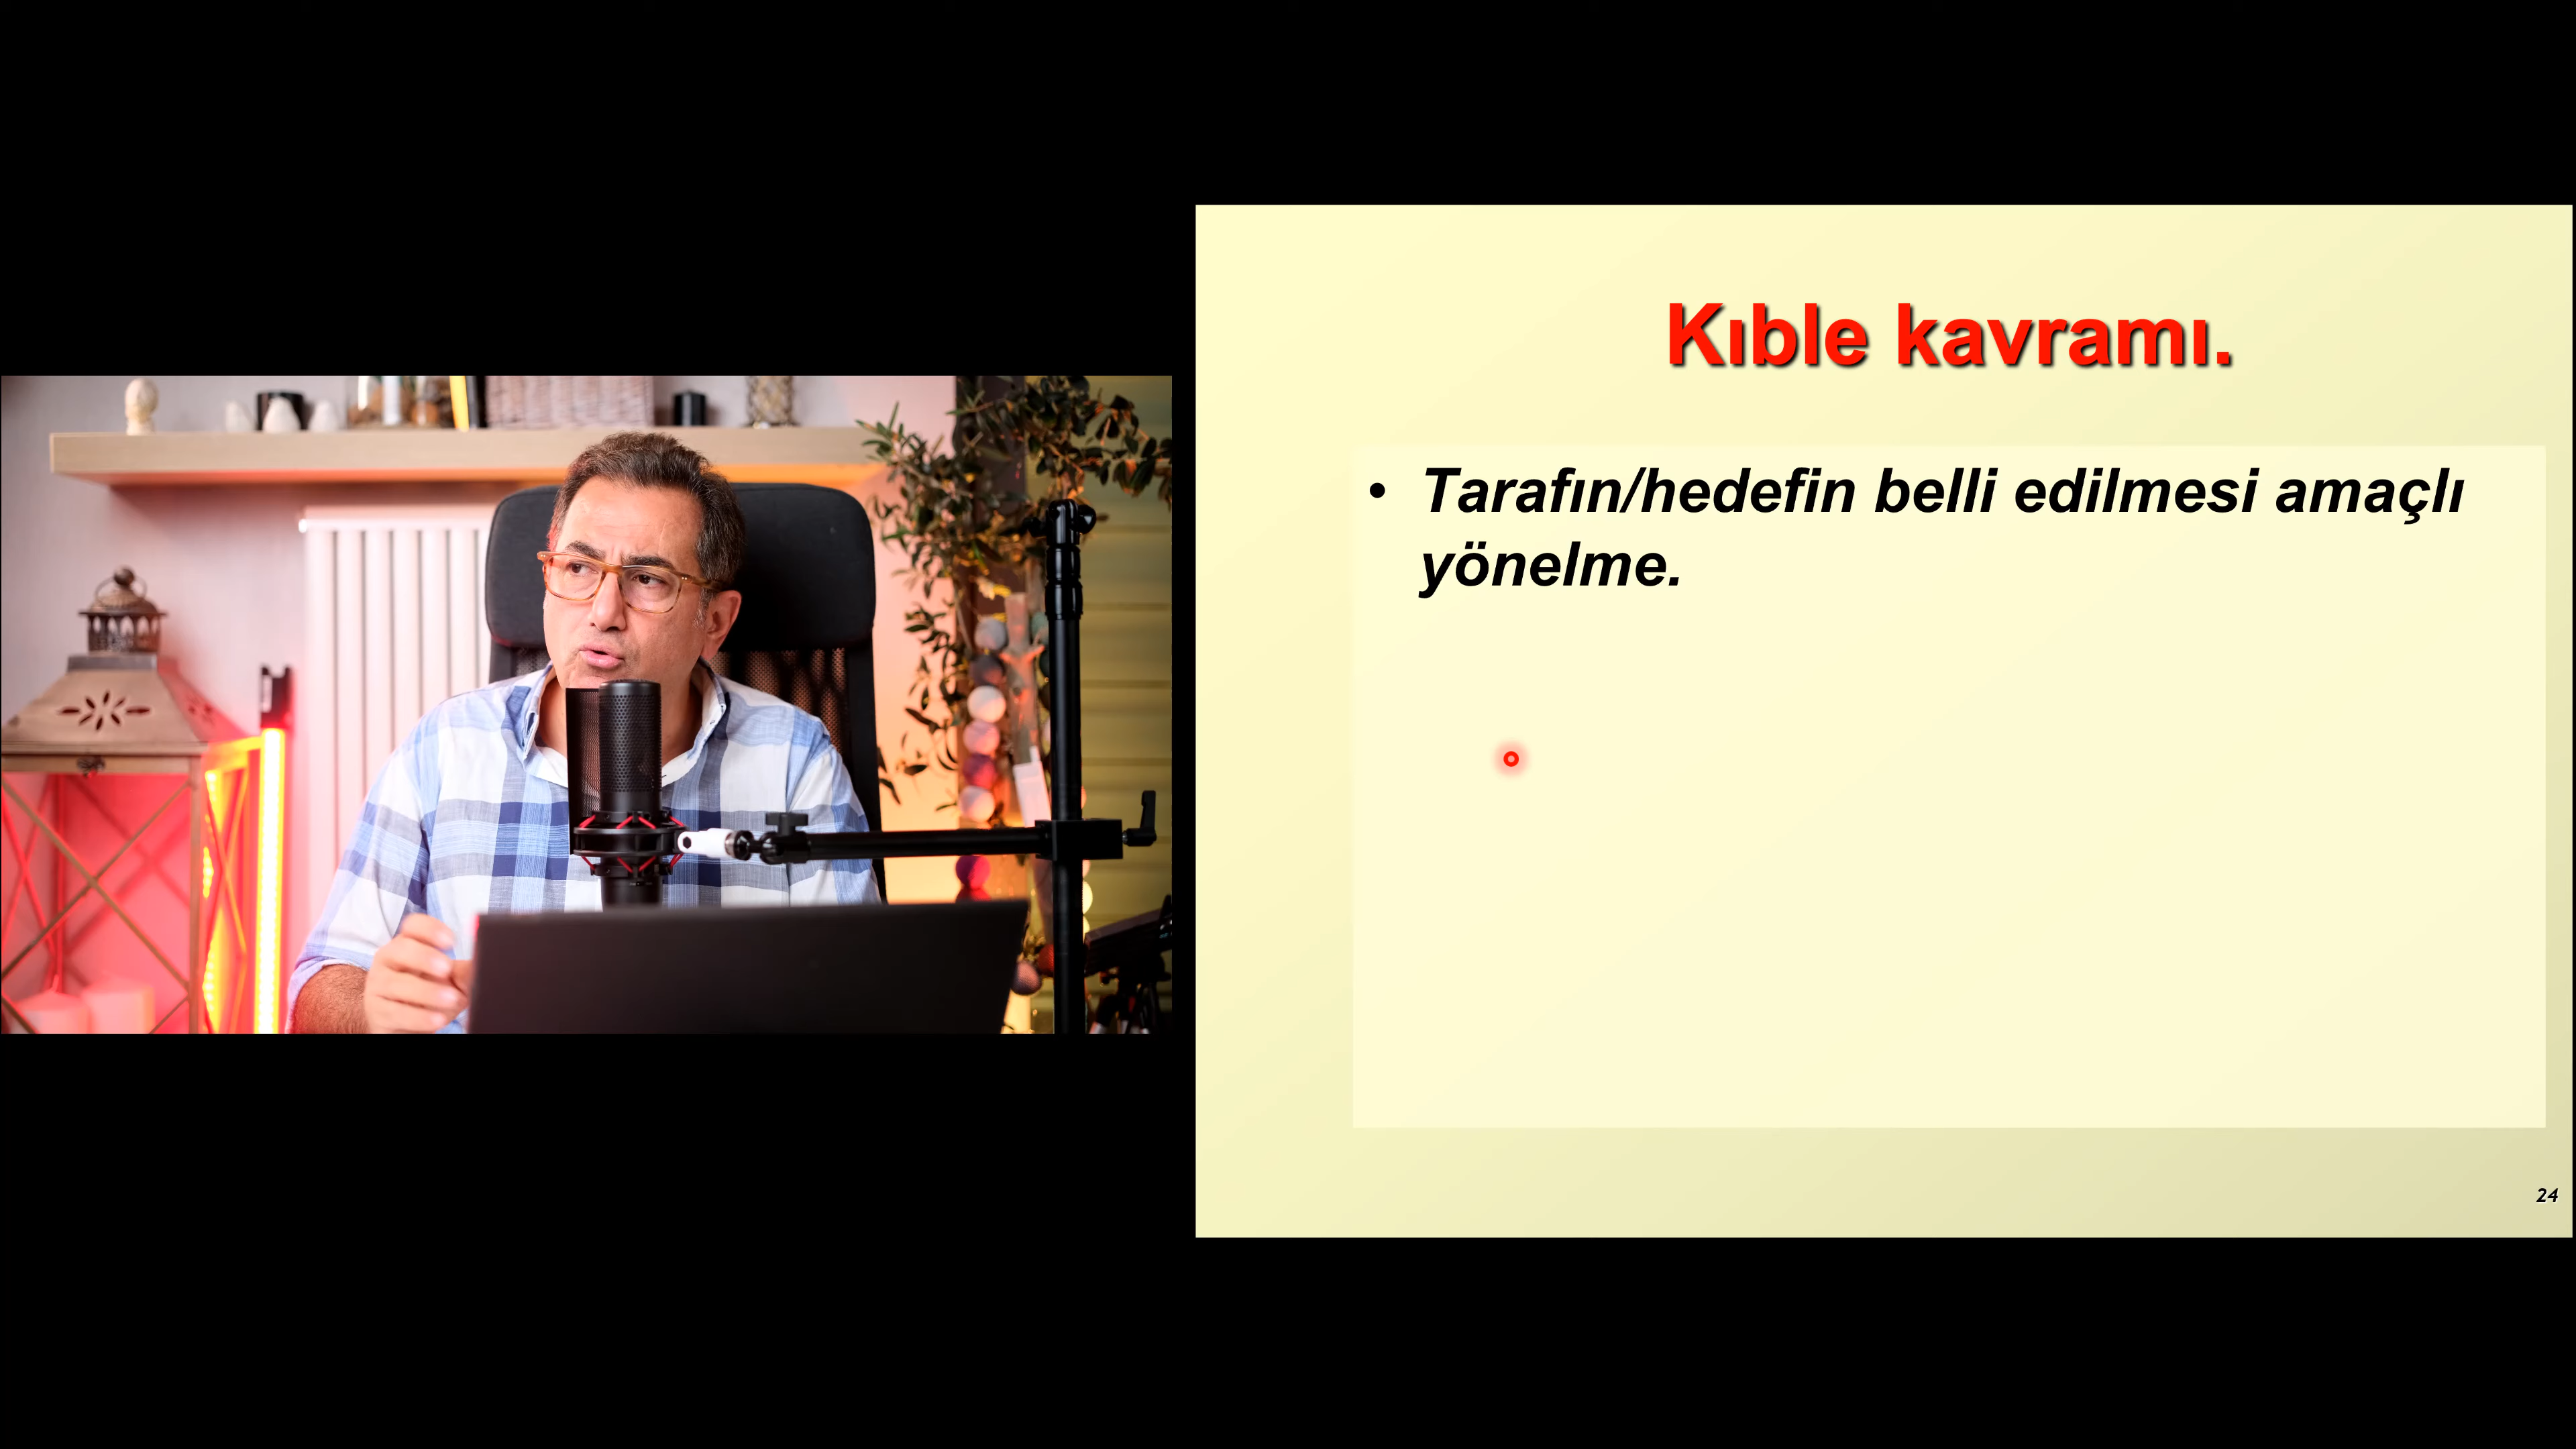 Kıble kavramı.
• Tarafın/hedefin belli edilmesi amaçlı
yönelme.
24